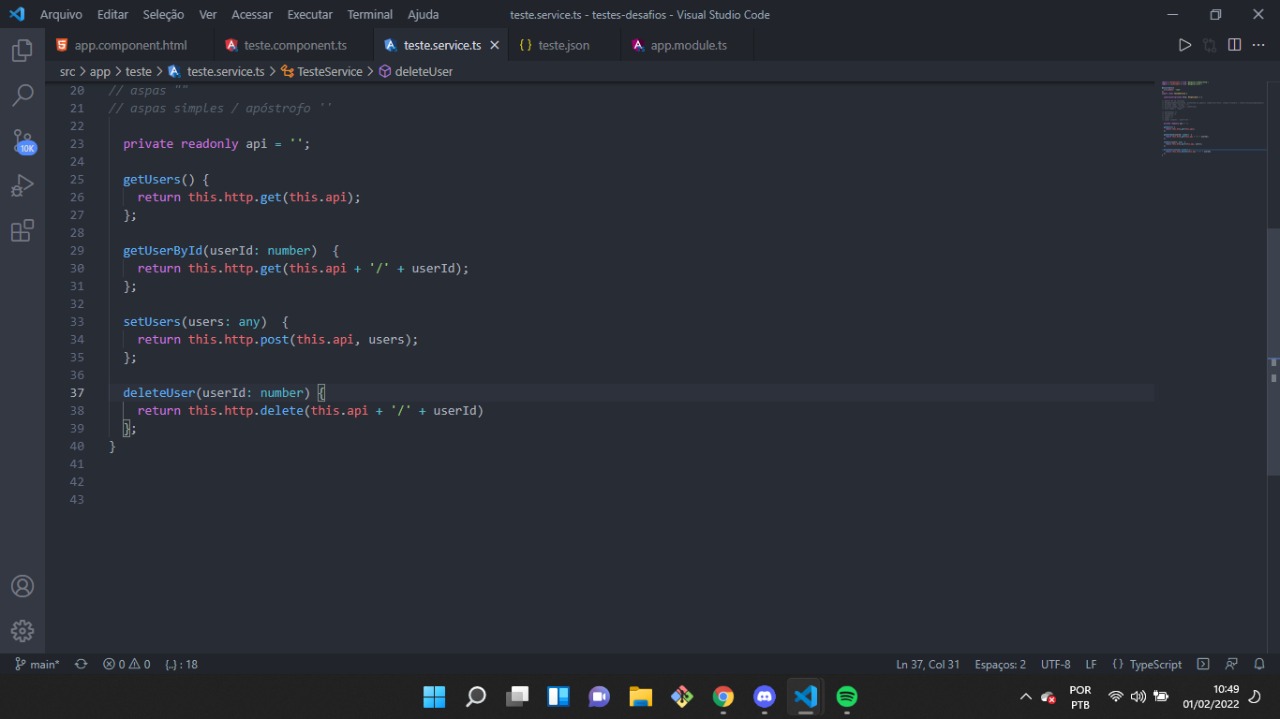 Arquivo Editar Seleção Ver Acessar Executar Terminal Ajuda teste.service.ts - testes-desafios - Visual Studio Code
app.component.html teste.component.ts teste.service.ts teste.json app.module.ts
src > app > teste > teste.service.ts > TesteService > deleteUser
20 // aspas ""
21 // aspas simples / apóstrofo ''
22
23 private readonly api = '';
24
25 getUsers() {
26 return this.http.get(this.api);
27 };
28
29 getUserById(userId: number)  {
30 return this.http.get(this.api + '/' + userId);
31 };
32
33 setUsers(users: any)  {
34 return this.http.post(this.api, users);
35 };
36
37 deleteUser(userId: number) {
38 return this.http.delete(this.api + '/' + userId)
39 };
40 }
41
42
43
10K
main* 0 0 {..} : 18 Ln 37, Col 31 Espaços: 2 UTF-8 LF { } TypeScript
POR
PTB
10:49
01/02/2022